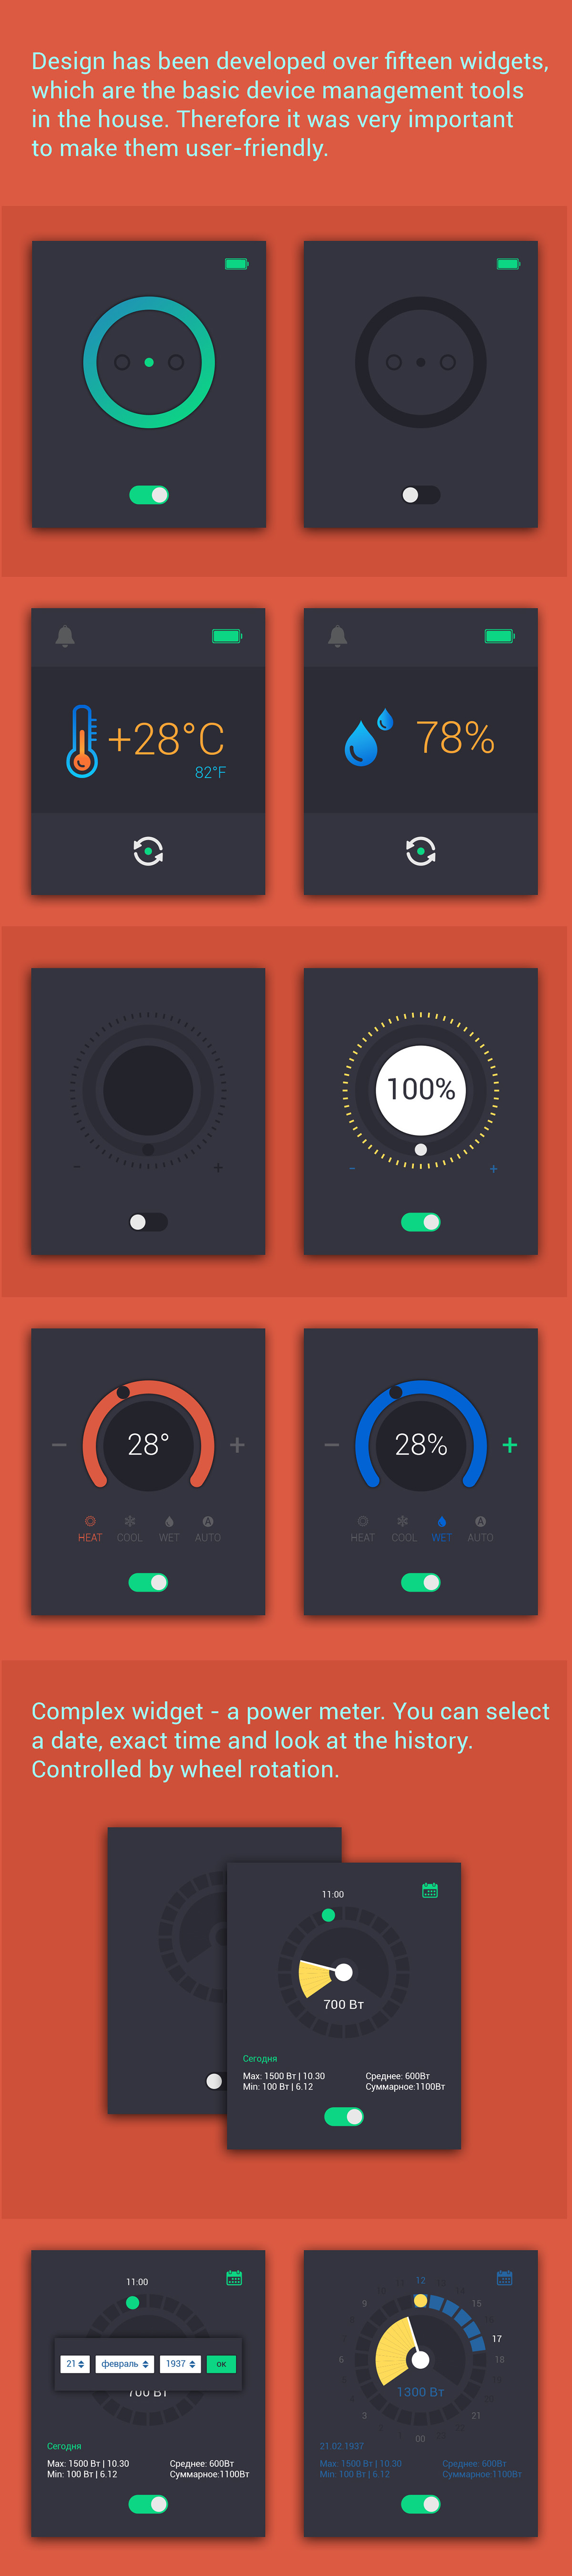 Design has been developed over fifteen widgets,
which are the basic device management tools
in the house. Therefore it was very important
to make them user-friendly.
+28°C
82°F
78%
- +
100%
- +
28°
- +
HEAT COOL WET AUTO
28%
- +
HEAT COOL WET AUTO
Complex widget - a power meter. You can select
a date, exact time and look at the history.
Controlled by wheel rotation.
11:00
700 Вт
Сегодня
Max: 1500 Вт | 10.30
Min: 100 Вт | 6.12
Среднее: 600Вт
Суммарное:1100Вт
11:00
21 февраль 1937 ок
700 Вт
Сегодня
Max: 1500 Вт | 10.30
Min: 100 Вт | 6.12
Среднее: 600Вт
Суммарное:1100Вт
12
9 15
17
6 18
1300 Вт
3 21
00
21.02.1937
Max: 1500 Вт | 10.30
Min: 100 Вт | 6.12
Среднее: 600Вт
Суммарное:1100Вт